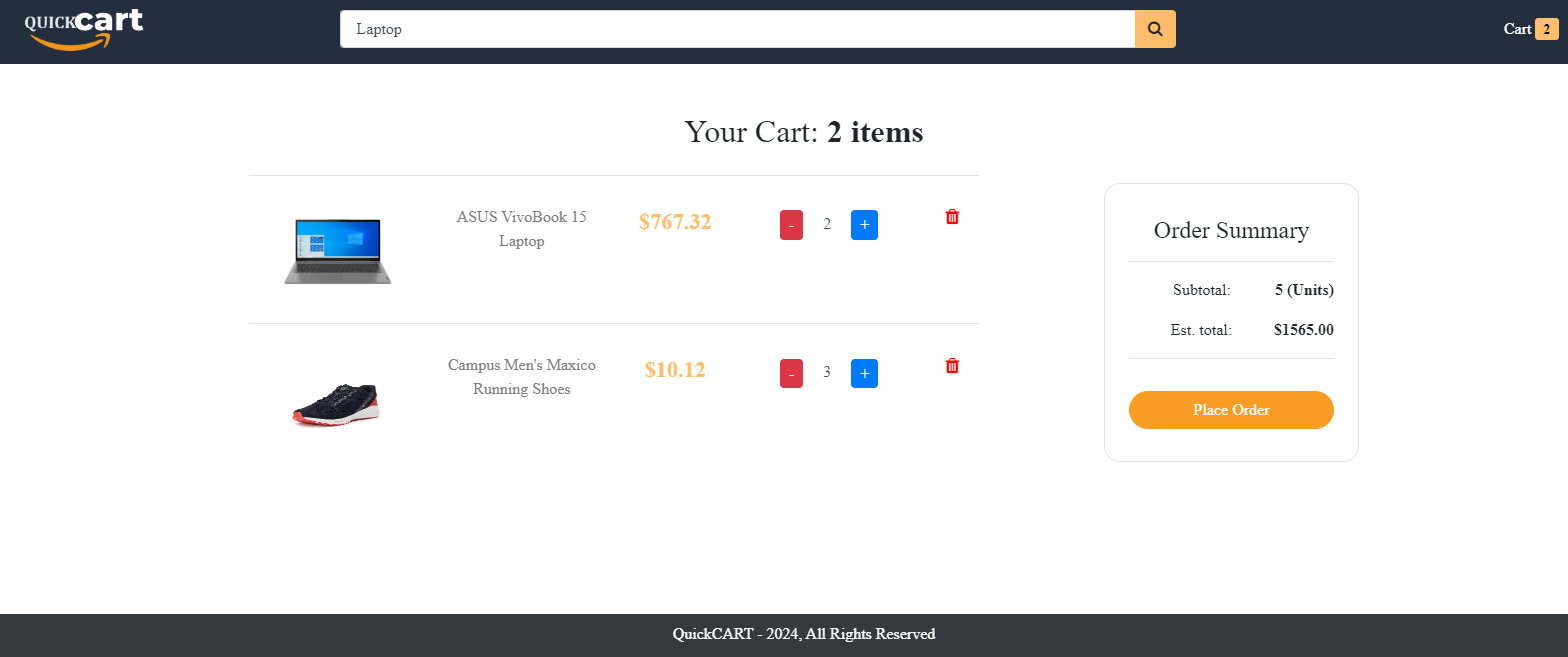 QUICKcart
Laptop
Cart 2
Your Cart: 2 items
ASUS VivoBook 15
Laptop
$767.32
- 2 +
Campus Men's Maxico
Running Shoes
$10.12
- 3 +
Order Summary
Subtotal: 5 (Units)
Est. total: $1565.00
Place Order
QuickCART - 2024, All Rights Reserved